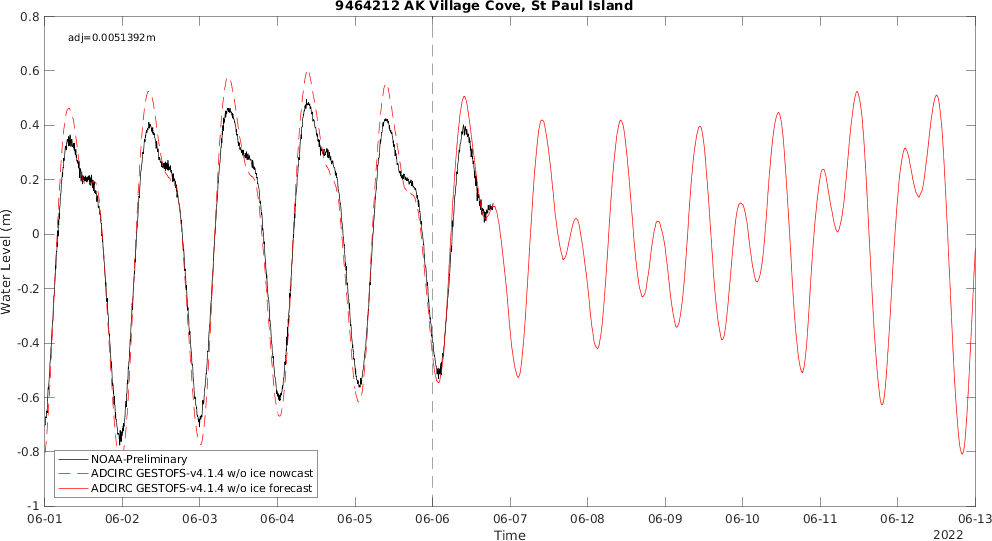 9464212 AK Village Cove, St Paul Island
adj=0.0051392m
0.8
0.6
0.4
0.2
0
-0.2
-0.4
-0.6
-0.8
-1
Water Level (m)
NOAA-Preliminary
ADCIRC GESTOFS-v4.1.4 w/o ice nowcast
ADCIRC GESTOFS-v4.1.4 w/o ice forecast
06-01 06-02 06-03 06-04 06-05 06-06 06-07 06-08 06-09 06-10 06-11 06-12 06-13
Time
2022